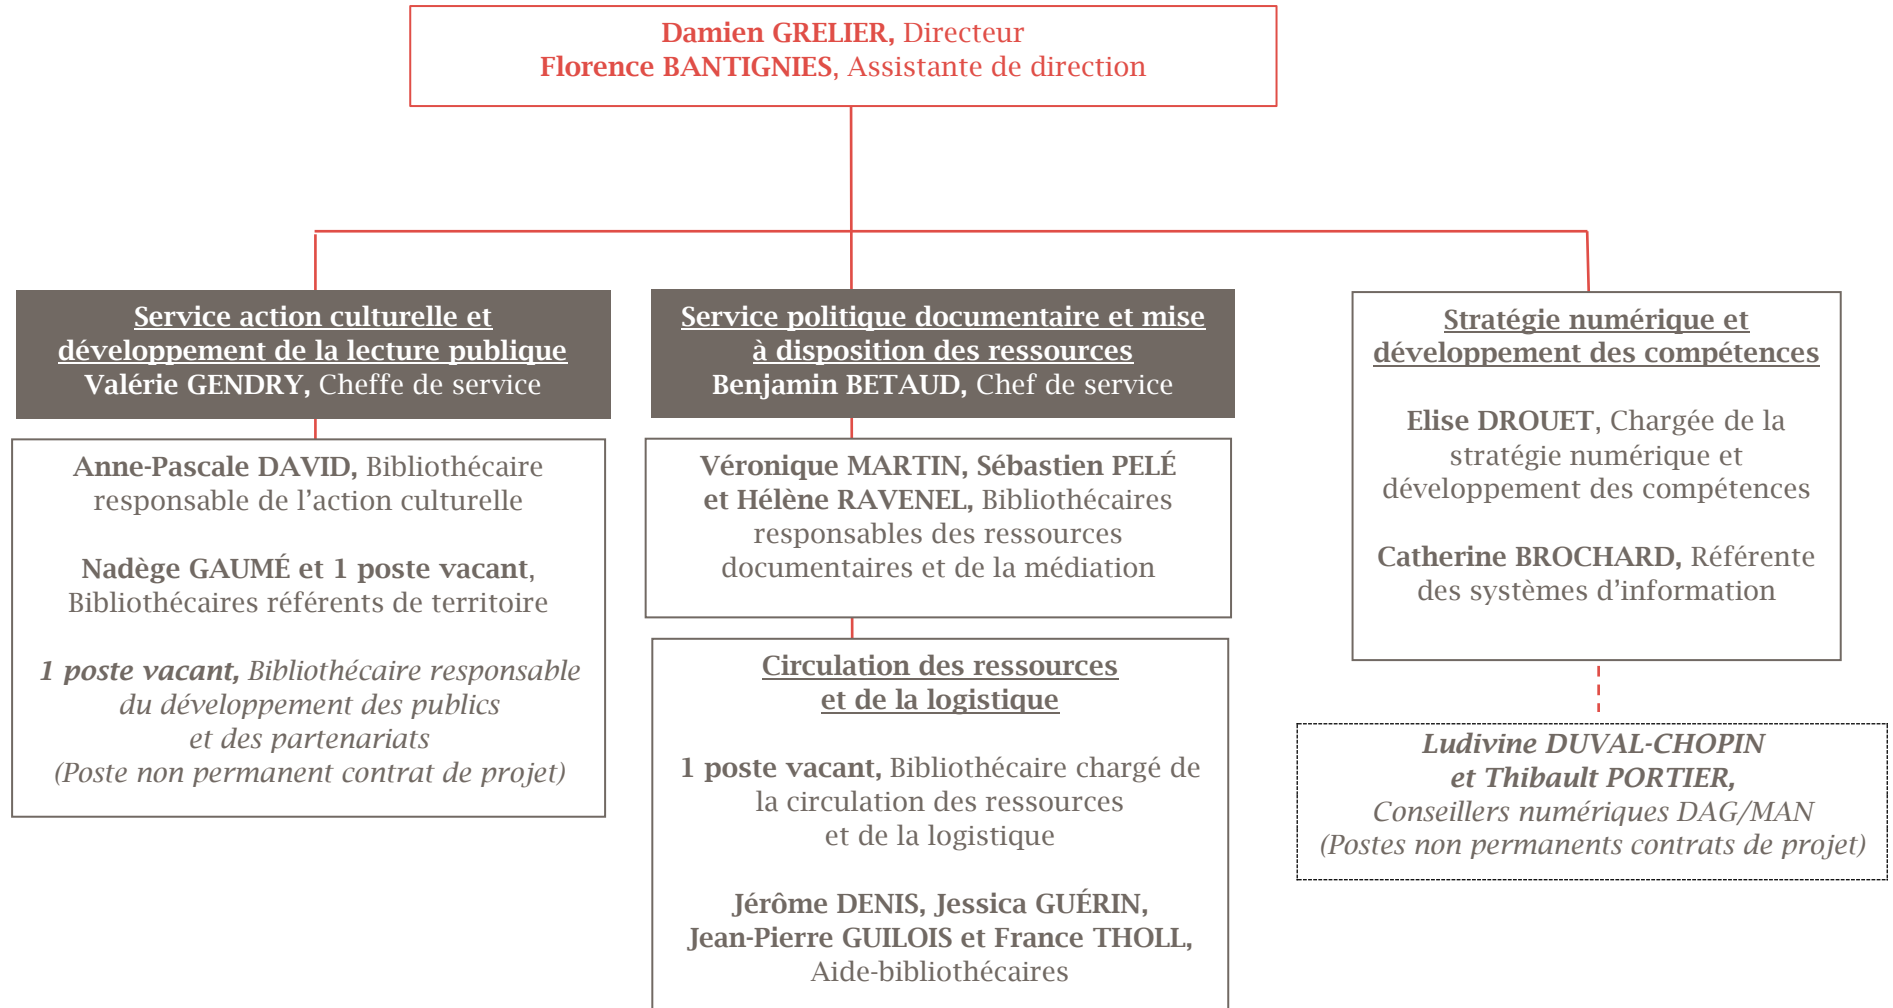 Damien GRELIER, Directeur
Florence BANTIGNIES, Assistante de direction
Service action culturelle et
développement de la lecture publique
Valérie GENDRY, Cheffe de service
Anne-Pascale DAVID, Bibliothécaire
responsable de l’action culturelle
Nadège GAUMÉ et 1 poste vacant,
Bibliothécaires référents de territoire
1 poste vacant, Bibliothécaire responsable
du développement des publics
et des partenariats
(Poste non permanent contrat de projet)
Service politique documentaire et mise
à disposition des ressources
Benjamin BETAUD, Chef de service
Véronique MARTIN, Sébastien PELÉ
et Hélène RAVENEL, Bibliothécaires
responsables des ressources
documentaires et de la médiation
Circulation des ressources
et de la logistique
1 poste vacant, Bibliothécaire chargé de
la circulation des ressources
et de la logistique
Jérôme DENIS, Jessica GUÉRIN,
Jean-Pierre GUILOIS et France THOLL,
Aide-bibliothécaires
Stratégie numérique et
développement des compétences
Elise DROUET, Chargée de la
stratégie numérique et
développement des compétences
Catherine BROCHARD, Référente
des systèmes d’information
Ludivine DUVAL-CHOPIN
et Thibault PORTIER,
Conseillers numériques DAG/MAN
(Postes non permanents contrats de projet)